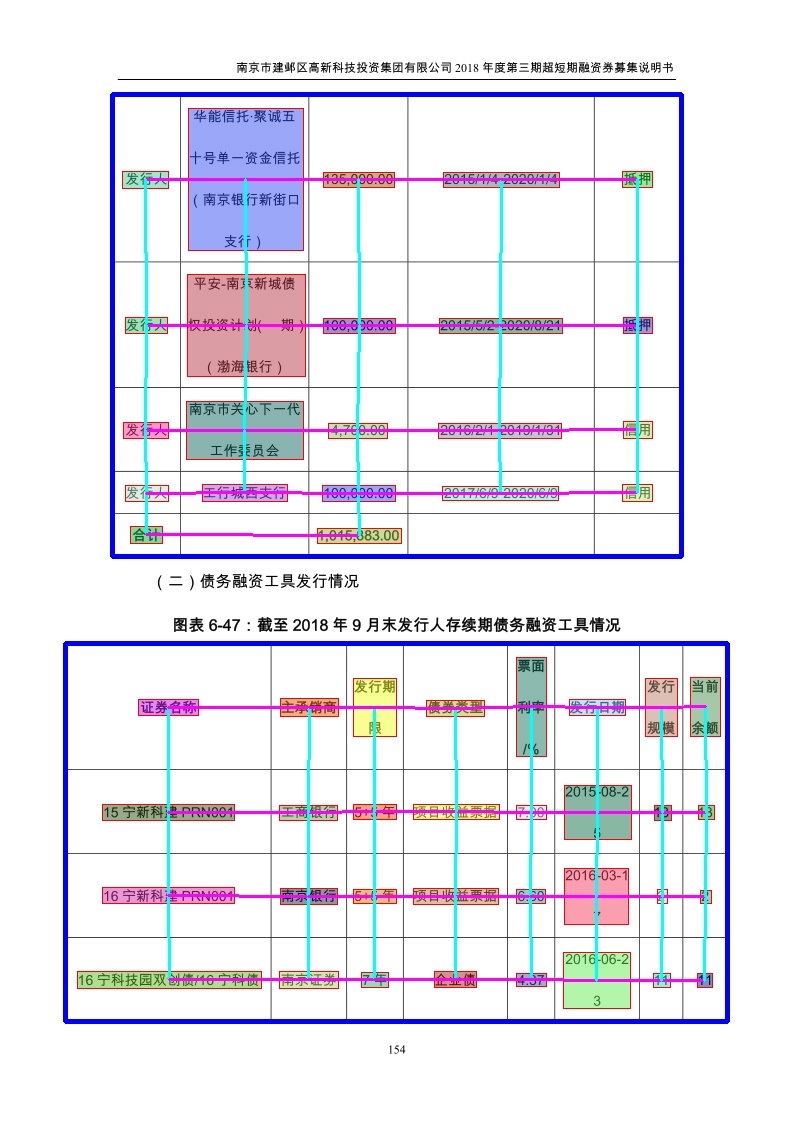 南京市建邺区高新科技投资集团有限公司 2018 年度第三期超短期融资券募集说明书
华能信托·聚诚五
十号单一资金信托
（南京银行新街口
支行）
发行人 135,000.00 2015/1/4-2020/1/4 抵押
平安-南京新城债
权投资计划( 期)
（渤海银行）
发行人 100,000.00 2015/5/2-2020/8/21 抵押
南京市关心下一代
工作委员会
发行人 4,700.00 2016/2/1-2019/1/31 信用
发行人 工行城西支行 100,000.00 2017/6/9-2020/6/9 信用
合计 1,015,383.00
（二）债务融资工具发行情况
图表 6-47：截至 2018 年 9 月末发行人存续期债务融资工具情况
证券名称 主承销商 发行期限 债券类型 票面利率/% 发行日期 发行规模 当前余额
15 宁新科建 PRN001 工商银行 5+5 年 项目收益票据 7.00 2015-08-25 13 13
16 宁新科建 PRN001 南京银行 5+5 年 项目收益票据 2016-03-17 2 2
16 宁科技园双创债/16 宁科债 南京证券 7 年 企业债 4.37 2016-06-23 11 11
154